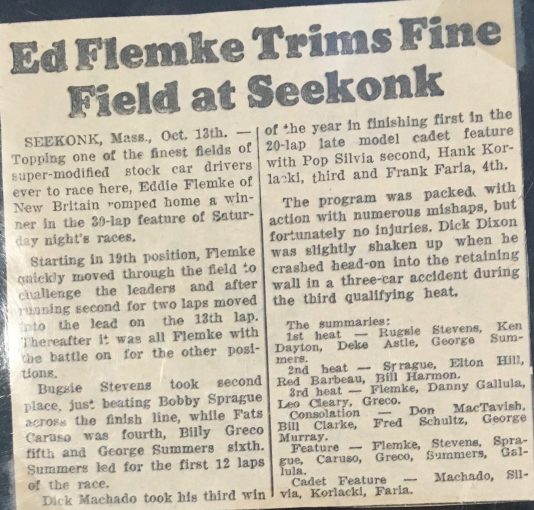 Ed Flemke Trims Fine
Field at Seekonk
SEEKONK, Mass., Oct. 13th. —
Topping one of the finest fields of
super-modified stock car drivers
ever to race here, Eddie Flemke of
New Britain romped home a win-
ner in the 30-lap feature of Satur-
day night's races.
Starting in 19th position, Flemke
quickly moved through the field to
challenge the leaders and after
running second for two laps moved
into the lead on the 13th lap.
Thereafter it was all Flemke with
the battle on for the other posi-
tions.
Bugsie Stevens took second
place, just beating Bobby Sprague
across the finish line, while Fats
Caruso was fourth, Billy Greco
fifth and George Summers sixth.
Summers led for the first 12 laps
of the race.
Dick Machado took his third win
of the year in finishing first in the
20-lap late model cadet feature
with Pop Silvia second, Hank Kor-
lacki, third and Frank Faria, 4th.
The program was packed with
action with numerous mishaps, but
fortunately no injuries. Dick Dixon
was slightly shaken up when he
crashed head-on into the retaining
wall in a three-car accident during
the third qualifying heat.
The summaries:
1st heat — Rugsie Stevens, Ken
Dayton, Deke Astle, George Sum-
mers.
2nd heat — Sprague, Elton Hill,
Red Barbeau, Bill Harmon.
3rd heat — Flemke, Danny Gallula,
Leo Cleary, Greco.
Consolation — Don MacTavish,
Bill Clarke, Fred Schultz, George
Murray.
Feature — Flemke, Stevens, Spra-
gue, Caruso, Greco, Summers, Gal-
lula.
Cadet Feature — Machado, Sil-
via, Korlacki, Faria.